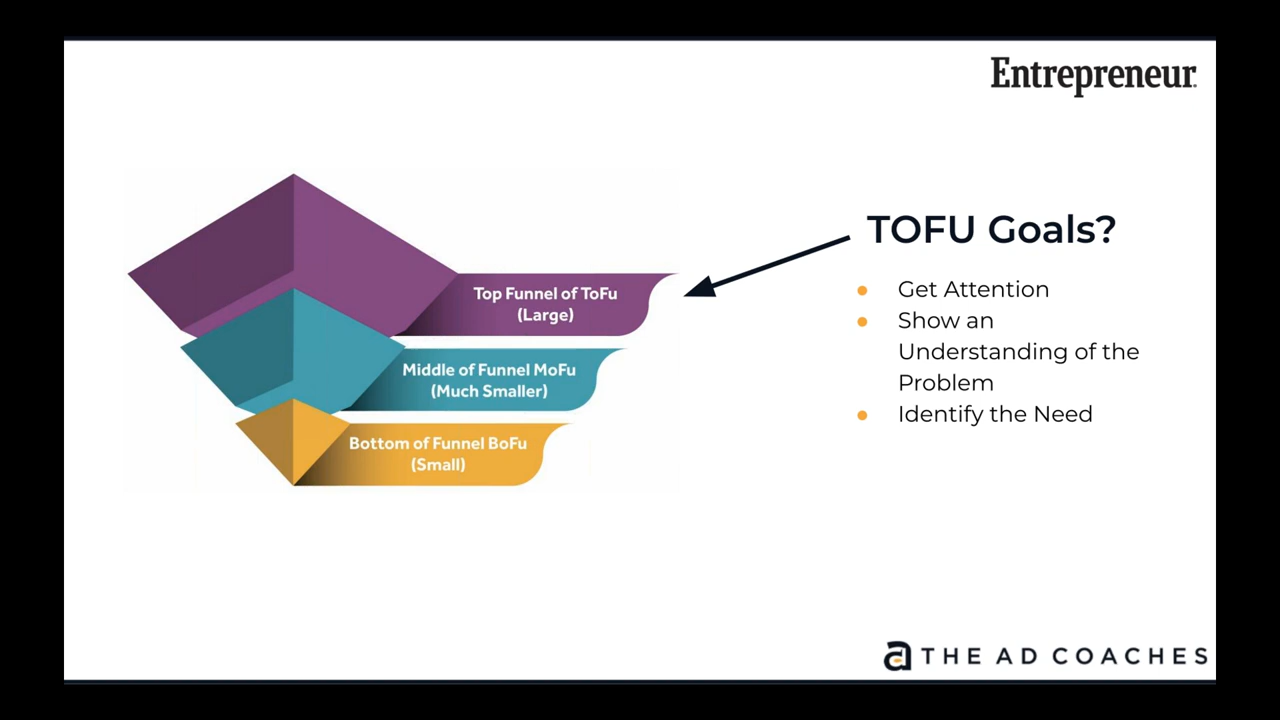 Entrepreneur
TOFU Goals?
Top Funnel of ToFu
(Large)
Middle of Funnel MoFu
(Much Smaller)
Bottom of Funnel BoFu
(Small)
● Get Attention
● Show an
Understanding of the
Problem
● Identify the Need
a THE AD COACHES